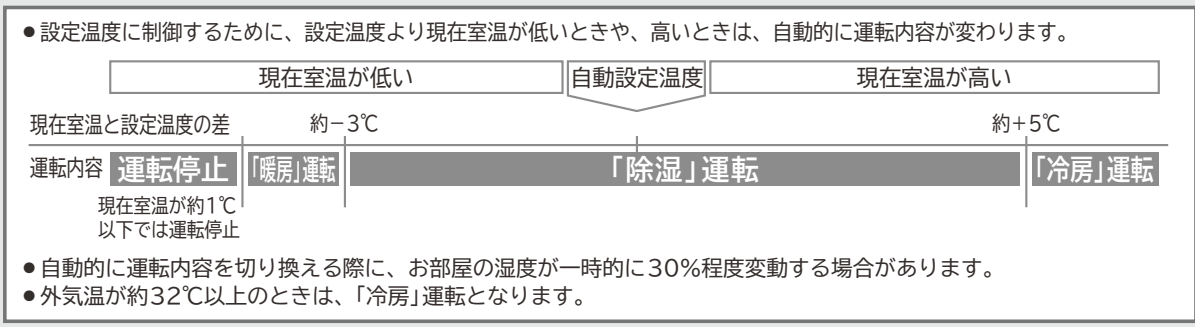 ●設定温度に制御するために、設定温度より現在室温が低いときや、高いときは、自動的に運転内容が変わります。
現在室温が低い 自動設定温度 現在室温が高い
現在室温と設定温度の差 約－3℃ 約＋5℃
運転内容 運転停止 「暖房」運転 「除湿」運転 「冷房」運転
現在室温が約1℃
以下では運転停止
●自動的に運転内容を切り換える際に、お部屋の湿度が一時的に30%程度変動する場合があります。
●外気温が約32℃以上のときは、「冷房」運転となります。